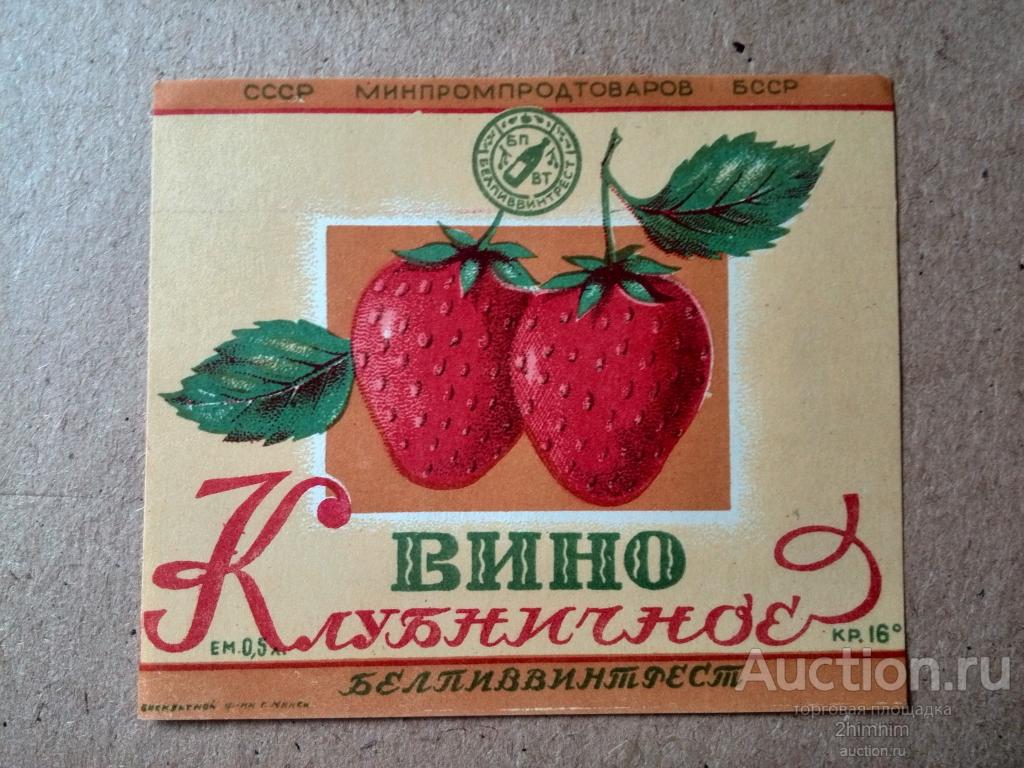 СССР МИНПРОМПРОДТОВАРОВ БССР
БП
ВТ
БЕЛПИВВИНТРЕСТ
ВИНО
Клубничное
ЕМ. 0,5 Л.
КР. 16°
БЕЛПИВВИНТРЕСТ
Г. МИНСК
Auction.ru
торговая площадка
2himhim
auction.ru